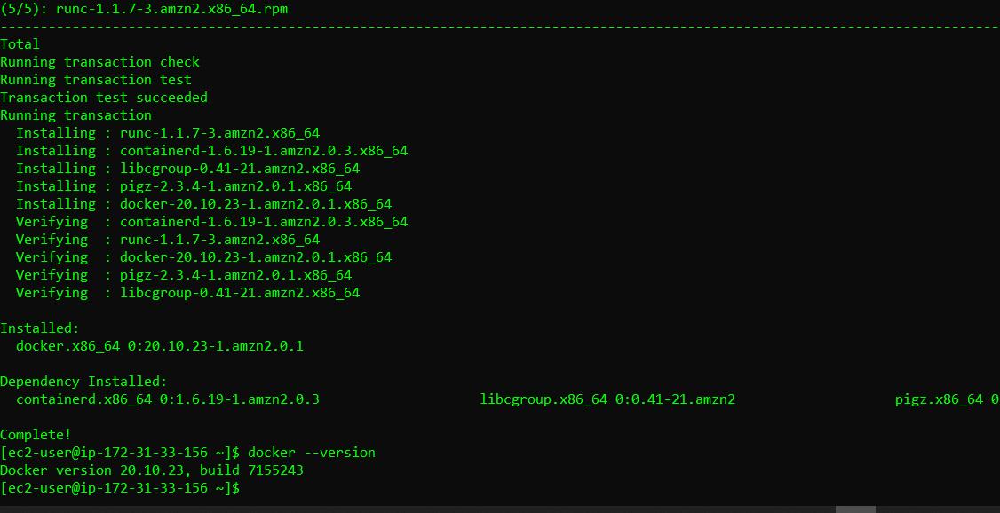 (5/5): runc-1.1.7-3.amzn2.x86_64.rpm
--------------------------------------------------------------------------------------------------------------------------------
Total
Running transaction check
Running transaction test
Transaction test succeeded
Running transaction
  Installing : runc-1.1.7-3.amzn2.x86_64
  Installing : containerd-1.6.19-1.amzn2.0.3.x86_64
  Installing : libcgroup-0.41-21.amzn2.x86_64
  Installing : pigz-2.3.4-1.amzn2.0.1.x86_64
  Installing : docker-20.10.23-1.amzn2.0.1.x86_64
  Verifying  : containerd-1.6.19-1.amzn2.0.3.x86_64
  Verifying  : runc-1.1.7-3.amzn2.x86_64
  Verifying  : docker-20.10.23-1.amzn2.0.1.x86_64
  Verifying  : pigz-2.3.4-1.amzn2.0.1.x86_64
  Verifying  : libcgroup-0.41-21.amzn2.x86_64

Installed:
  docker.x86_64 0:20.10.23-1.amzn2.0.1

Dependency Installed:
  containerd.x86_64 0:1.6.19-1.amzn2.0.3                    libcgroup.x86_64 0:0.41-21.amzn2                    pigz.x86_64 0

Complete!
[ec2-user@ip-172-31-33-156 ~]$ docker --version
Docker version 20.10.23, build 7155243
[ec2-user@ip-172-31-33-156 ~]$